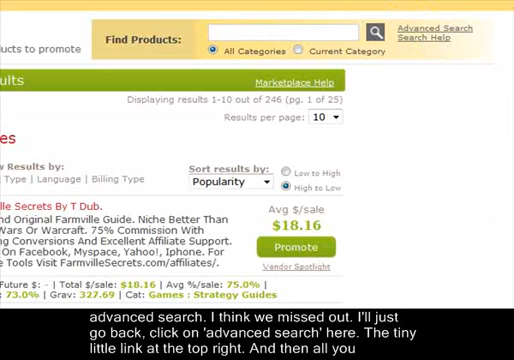 Advanced Search
Find Products:
Search Help
oducts to promote
All Categories
Current Category
ults
Marketplace Help
Displaying results 1-10 out of 246 (pg. 1 of 25)
Results per page: 10
es
w Results by:
Sort results by:
Low to High
Type | Language | Billing Type
Popularity
High to Low
lle Secrets By T Dub.
Avg $/sale
nd Original Farmville Guide. Niche Better Than
$18.16
Wars Or Warcraft. 75% Commission With
ng Conversions And Excellent Affiliate Support.
Promote
On Facebook, Myspace, Yahoo!, Iphone. For
e Tools Visit FarmvilleSecrets.com/affiliates/.
Vendor Spotlight
Future $: - | Total $/sale: $18.16 | Avg %/sale: 75.0%
: 73.0% | Grav: 327.69 | Cat: Games : Strategy Guides
advanced search. I think we missed out. I'll just
go back, click on 'advanced search' here. The tiny
little link at the top right. And then all you